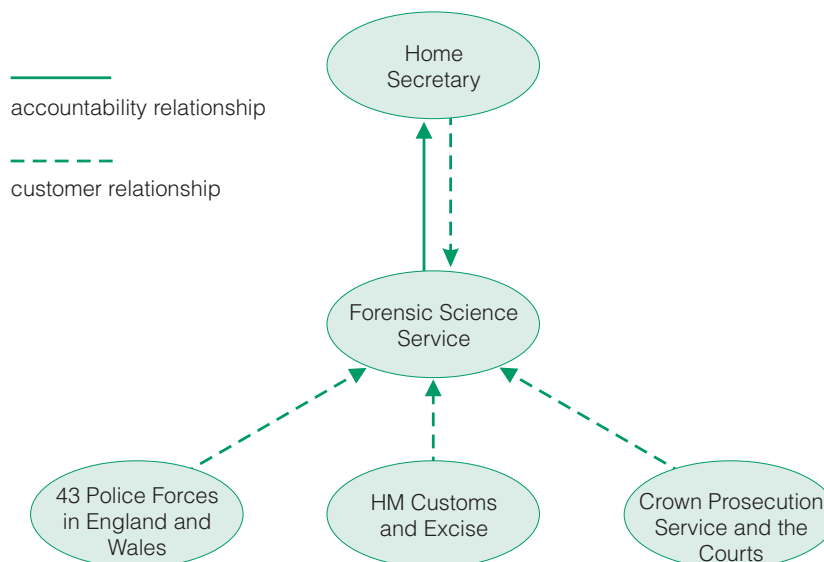 Home
Secretary
accountability relationship
customer relationship
Forensic Science
Service
43 Police Forces
in England and
Wales
HM Customs
and Excise
Crown Prosecution
Service and the
Courts